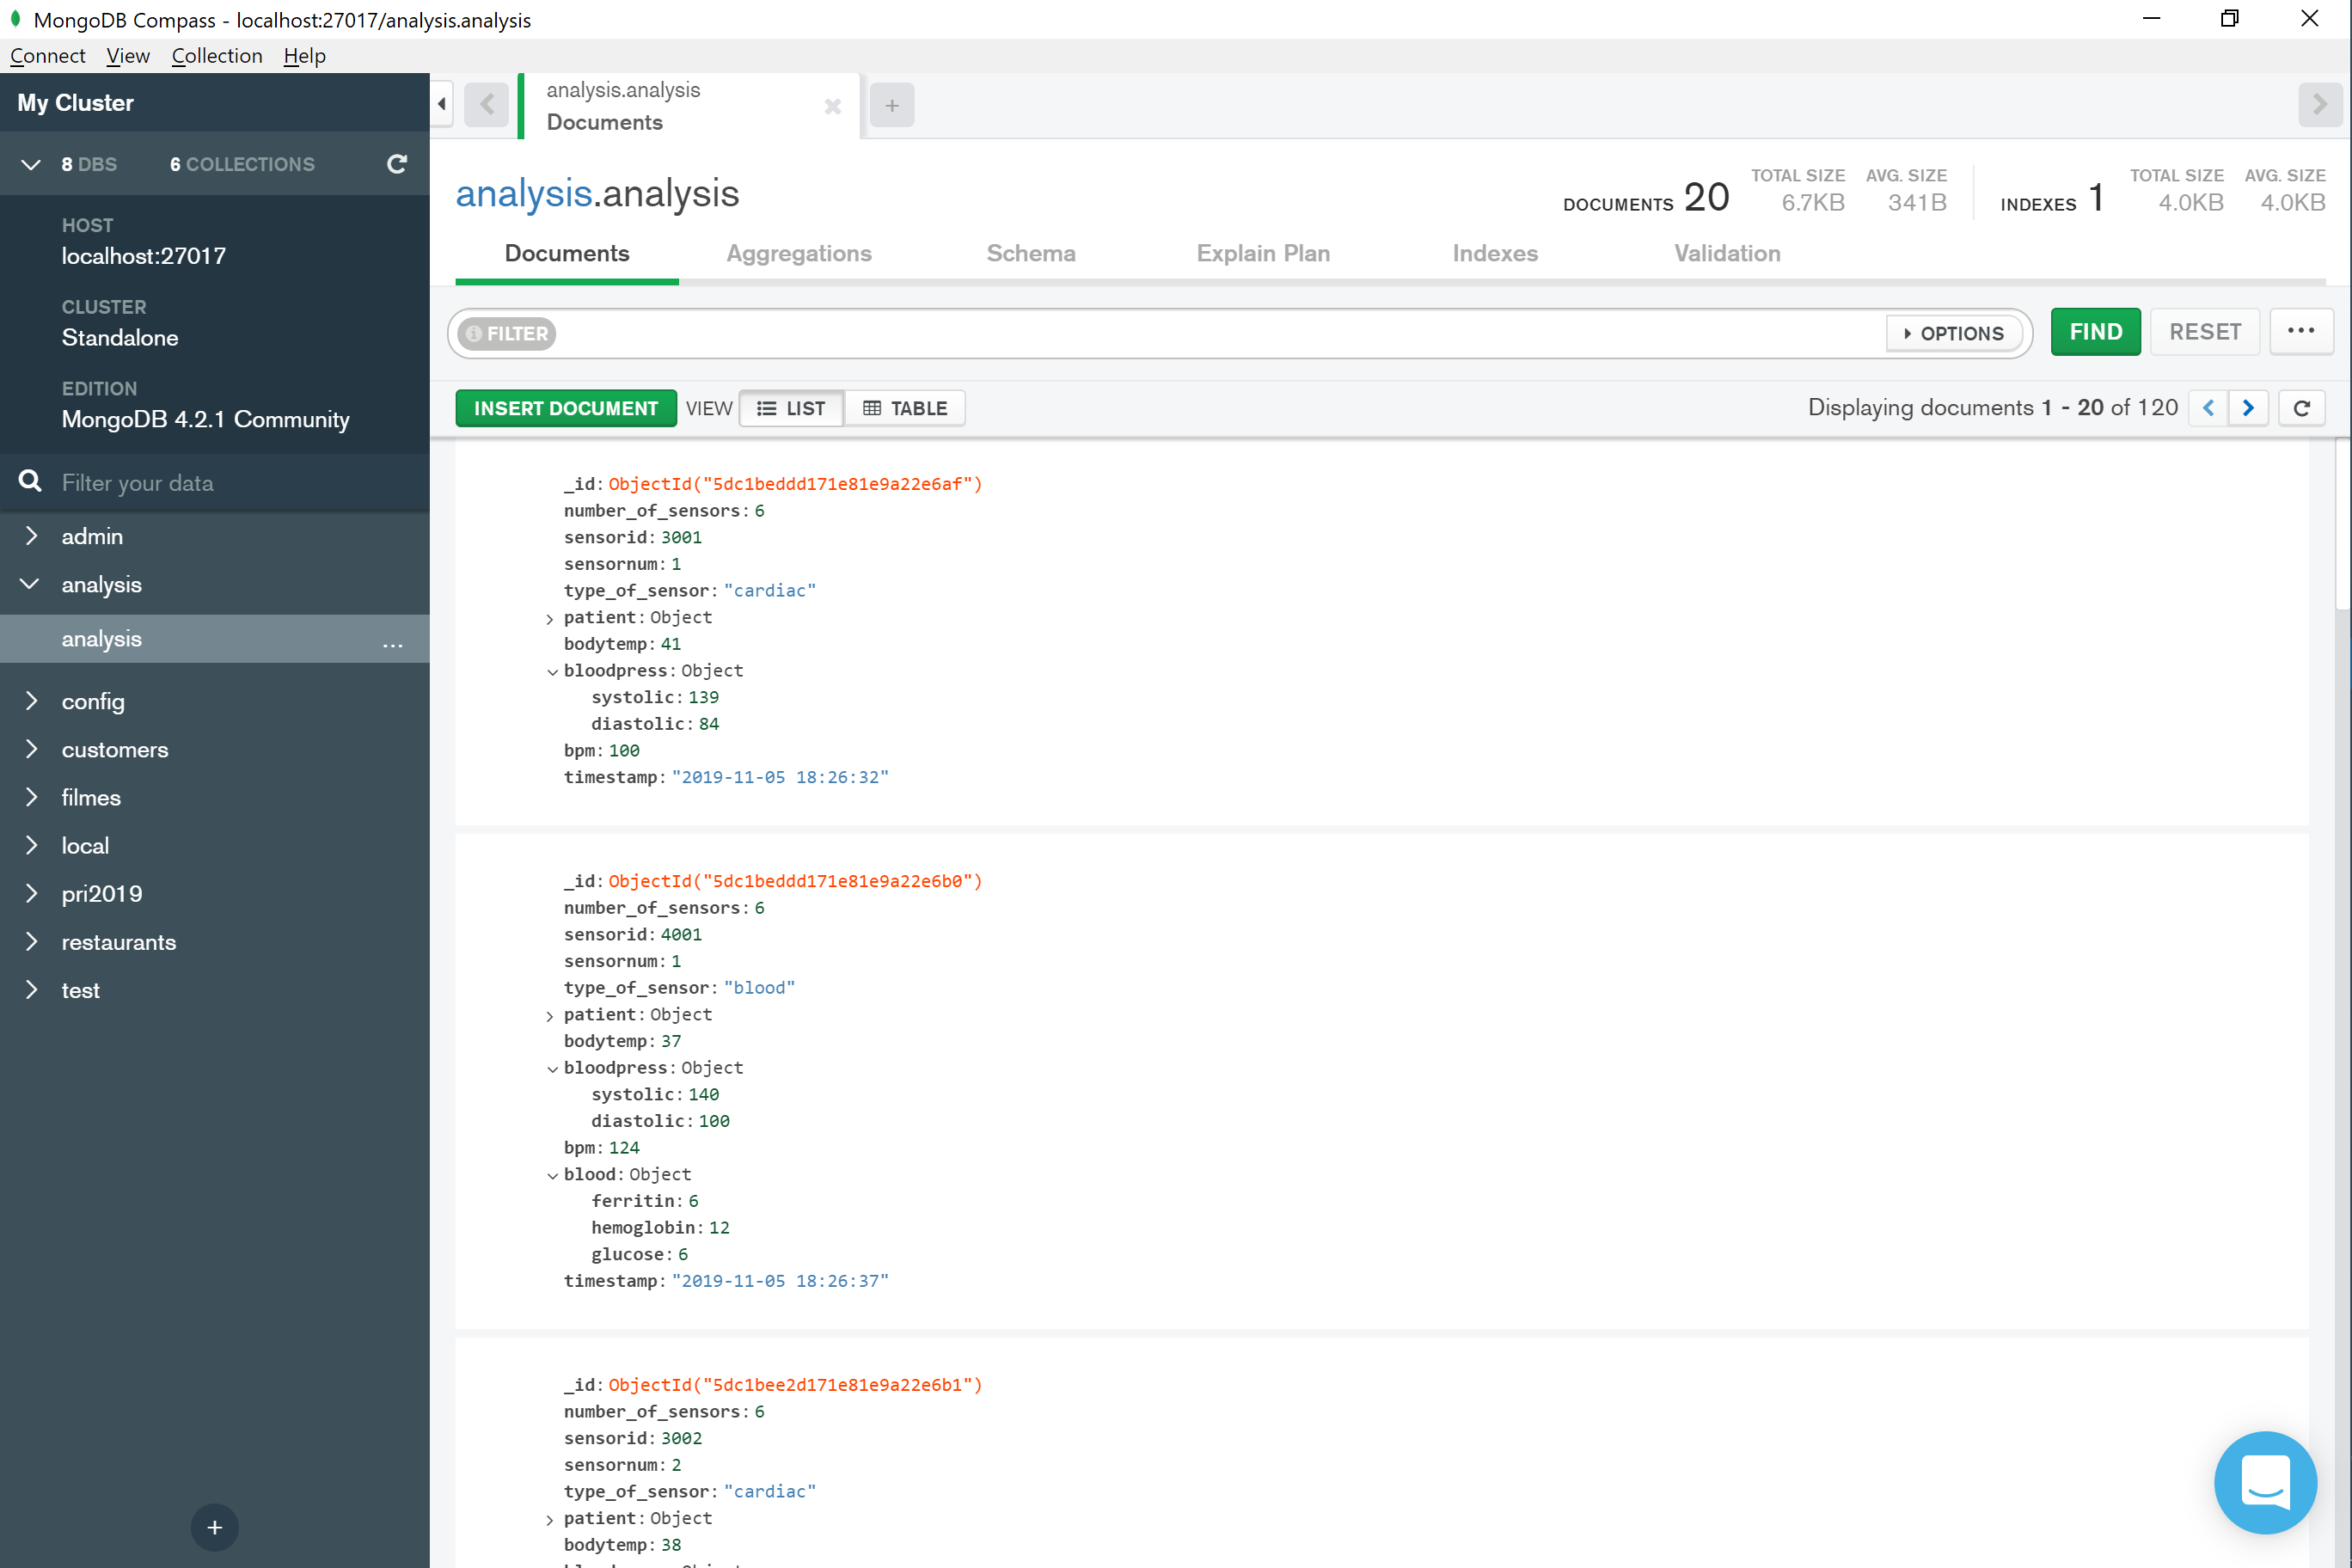 MongoDB Compass - localhost:27017/analysis.analysis
Connect View Collection Help
My Cluster
8 DBS 6 COLLECTIONS
HOST
localhost:27017
CLUSTER
Standalone
EDITION
MongoDB 4.2.1 Community
Filter your data
admin
analysis
analysis ...
config
customers
filmes
local
pri2019
restaurants
test
+
analysis.analysis
Documents
+
analysis.analysis
DOCUMENTS 20 TOTAL SIZE 6.7KB AVG. SIZE 341B INDEXES 1 TOTAL SIZE 4.0KB AVG. SIZE 4.0KB
Documents Aggregations Schema Explain Plan Indexes Validation
FILTER OPTIONS FIND RESET ...
INSERT DOCUMENT VIEW LIST TABLE Displaying documents 1 - 20 of 120
_id: ObjectId("5dc1beddd171e81e9a22e6af")
number_of_sensors: 6
sensorid: 3001
sensornum: 1
type_of_sensor: "cardiac"
patient: Object
bodytemp: 41
bloodpress: Object
systolic: 139
diastolic: 84
bpm: 100
timestamp: "2019-11-05 18:26:32"
_id: ObjectId("5dc1beddd171e81e9a22e6b0")
number_of_sensors: 6
sensorid: 4001
sensornum: 1
type_of_sensor: "blood"
patient: Object
bodytemp: 37
bloodpress: Object
systolic: 140
diastolic: 100
bpm: 124
blood: Object
ferritin: 6
hemoglobin: 12
glucose: 6
timestamp: "2019-11-05 18:26:37"
_id: ObjectId("5dc1bee2d171e81e9a22e6b1")
number_of_sensors: 6
sensorid: 3002
sensornum: 2
type_of_sensor: "cardiac"
patient: Object
bodytemp: 38